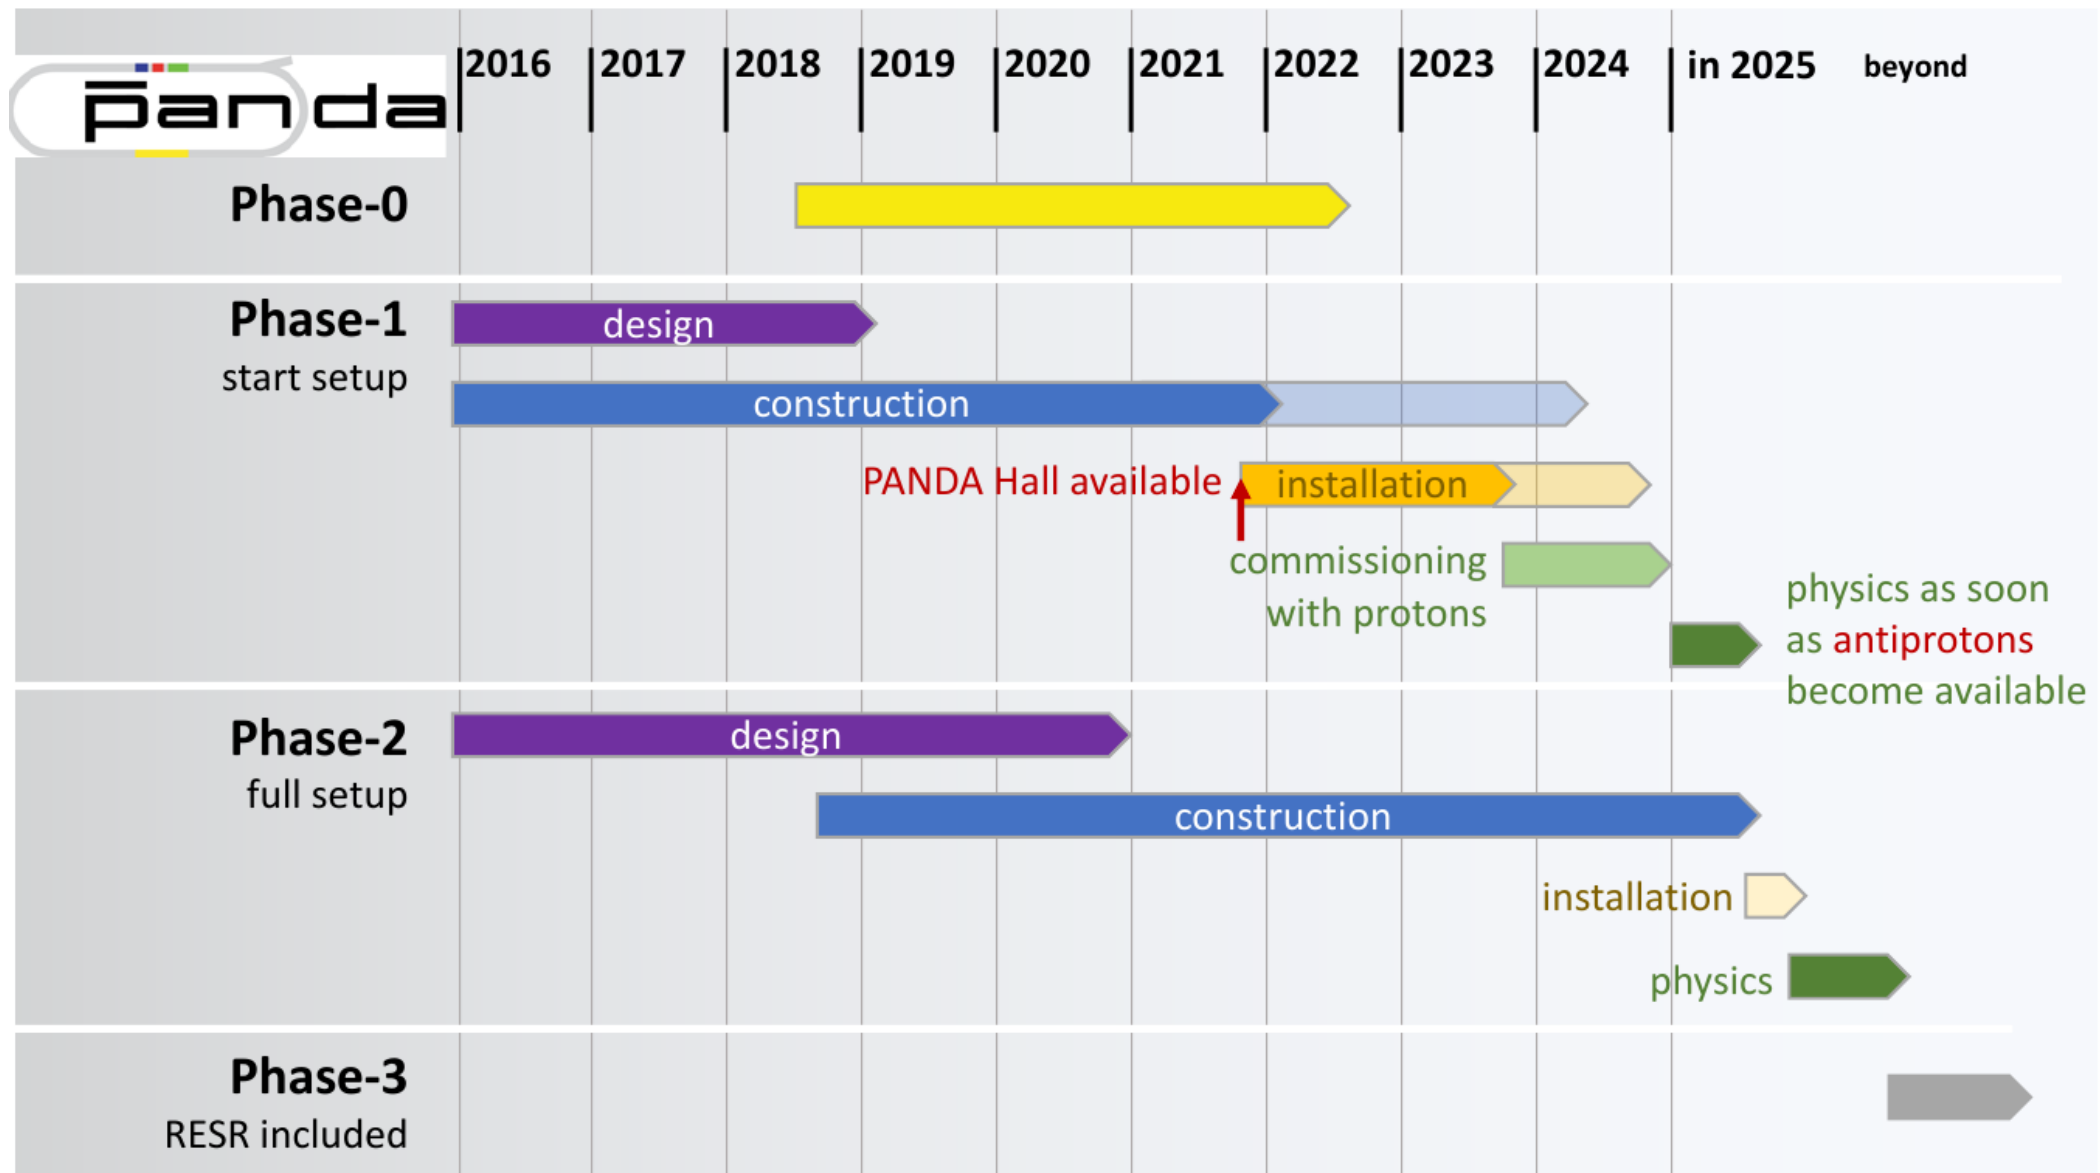 2016 2017 2018 2019 2020 2021 2022 2023 2024 in 2025 beyond
p̅anda
Phase-0
Phase-1
start setup
design
construction
PANDA Hall available
installation
commissioning
with protons
physics as soon
as antiprotons
become available
Phase-2
full setup
design
construction
installation
physics
Phase-3
RESR included